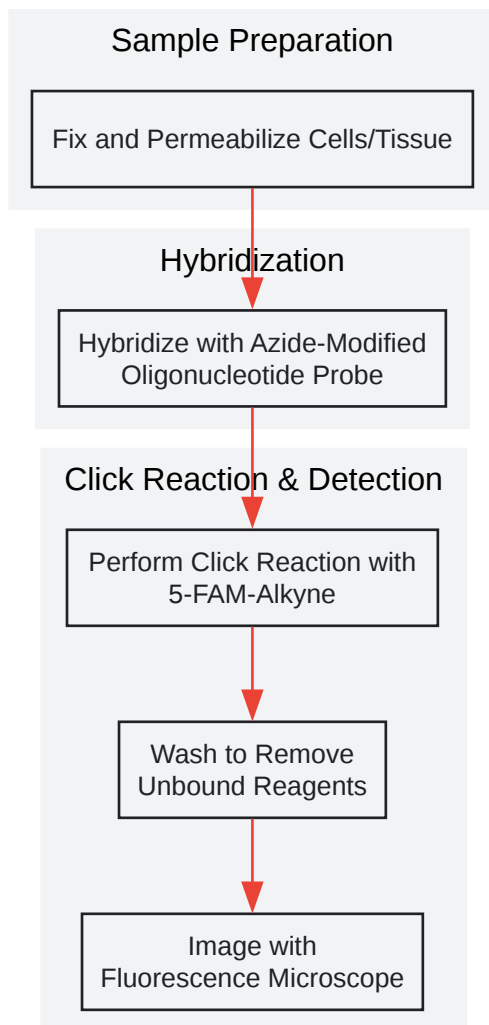 Sample Preparation
Fix and Permeabilize Cells/Tissue
Hybridization
Hybridize with Azide-Modified
Oligonucleotide Probe
Click Reaction & Detection
Perform Click Reaction with
5-FAM-Alkyne
Wash to Remove
Unbound Reagents
Image with
Fluorescence Microscope